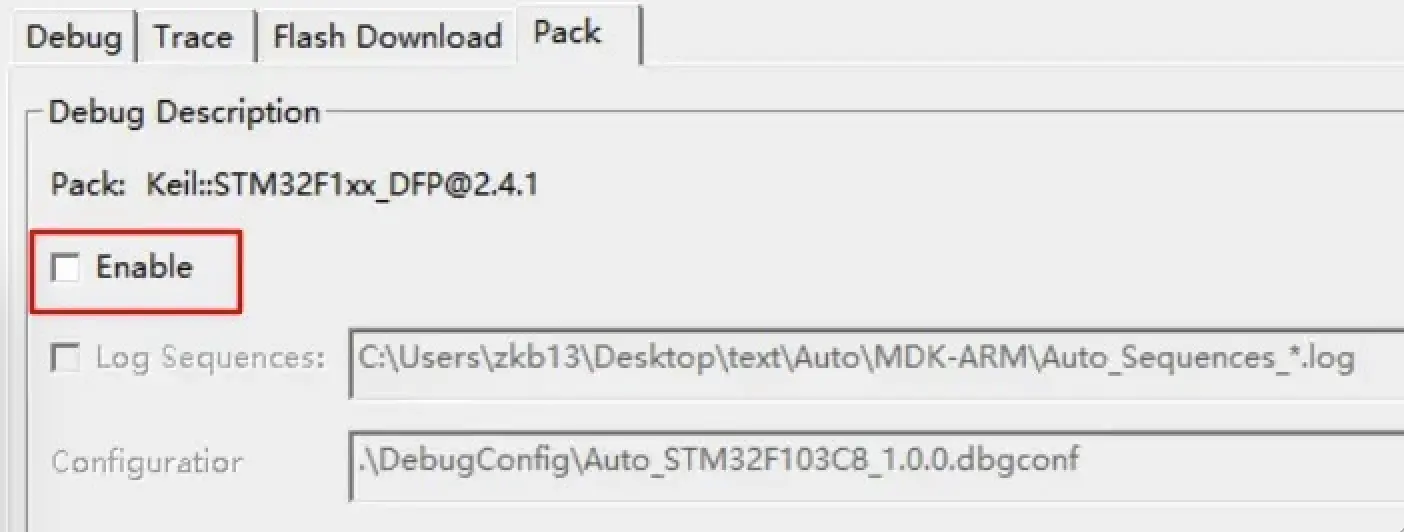 Debug Trace Flash Download Pack
Debug Description
Pack: Keil::STM32F1xx_DFP@2.4.1
Enable
Log Sequences: C:\Users\zkb13\Desktop\text\Auto\MDK-ARM\Auto_Sequences_*.log
Configuratior .\DebugConfig\Auto_STM32F103C8_1.0.0.dbgconf